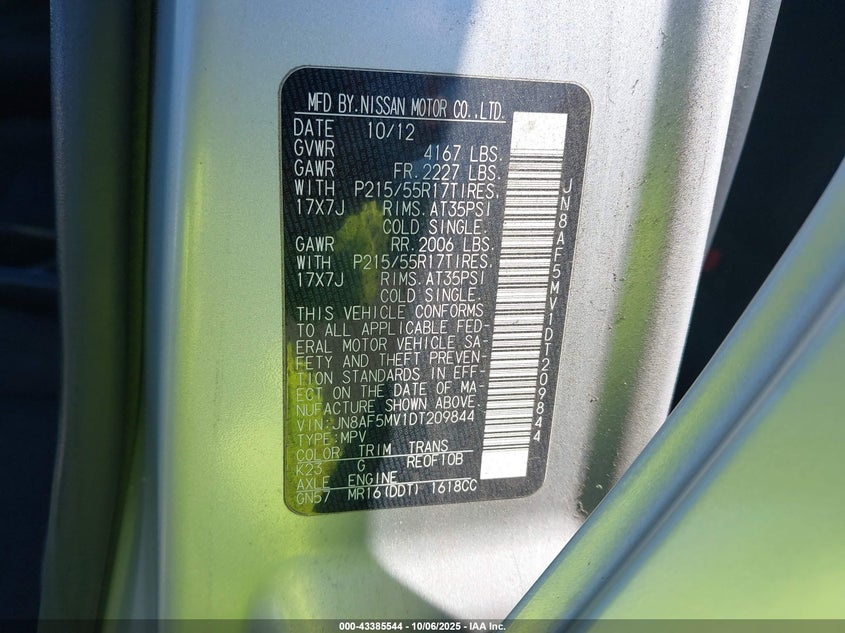 MFD BY.NISSAN MOTOR CO.,LTD.
DATE 10/12
GVWR 4167 LBS.
GAWR FR. 2227 LBS.
WITH P215/55R17TIRES,
17X7J RIMS.AT35PSI
COLD SINGLE.
GAWR RR. 2006 LBS.
WITH P215/55R17TIRES,
17X7J RIMS.AT35PSI
COLD SINGLE.
THIS VEHICLE CONFORMS
TO ALL APPLICABLE FED-
ERAL MOTOR VEHICLE SA-
FETY AND THEFT PREVEN-
TION STANDARDS IN EFF-
ECT ON THE DATE OF MA-
NUFACTURE SHOWN ABOVE.
VIN:JN8AF5MV1DT209844
TYPE:MPV
COLOR TRIM TRANS
K23 G RE0F10B
AXLE ENGINE
GN57 MR16(DDT) 1618CC
JN8AF5MV1DT209844
000-43385544 | 10/06/2025 - © IAA Inc.